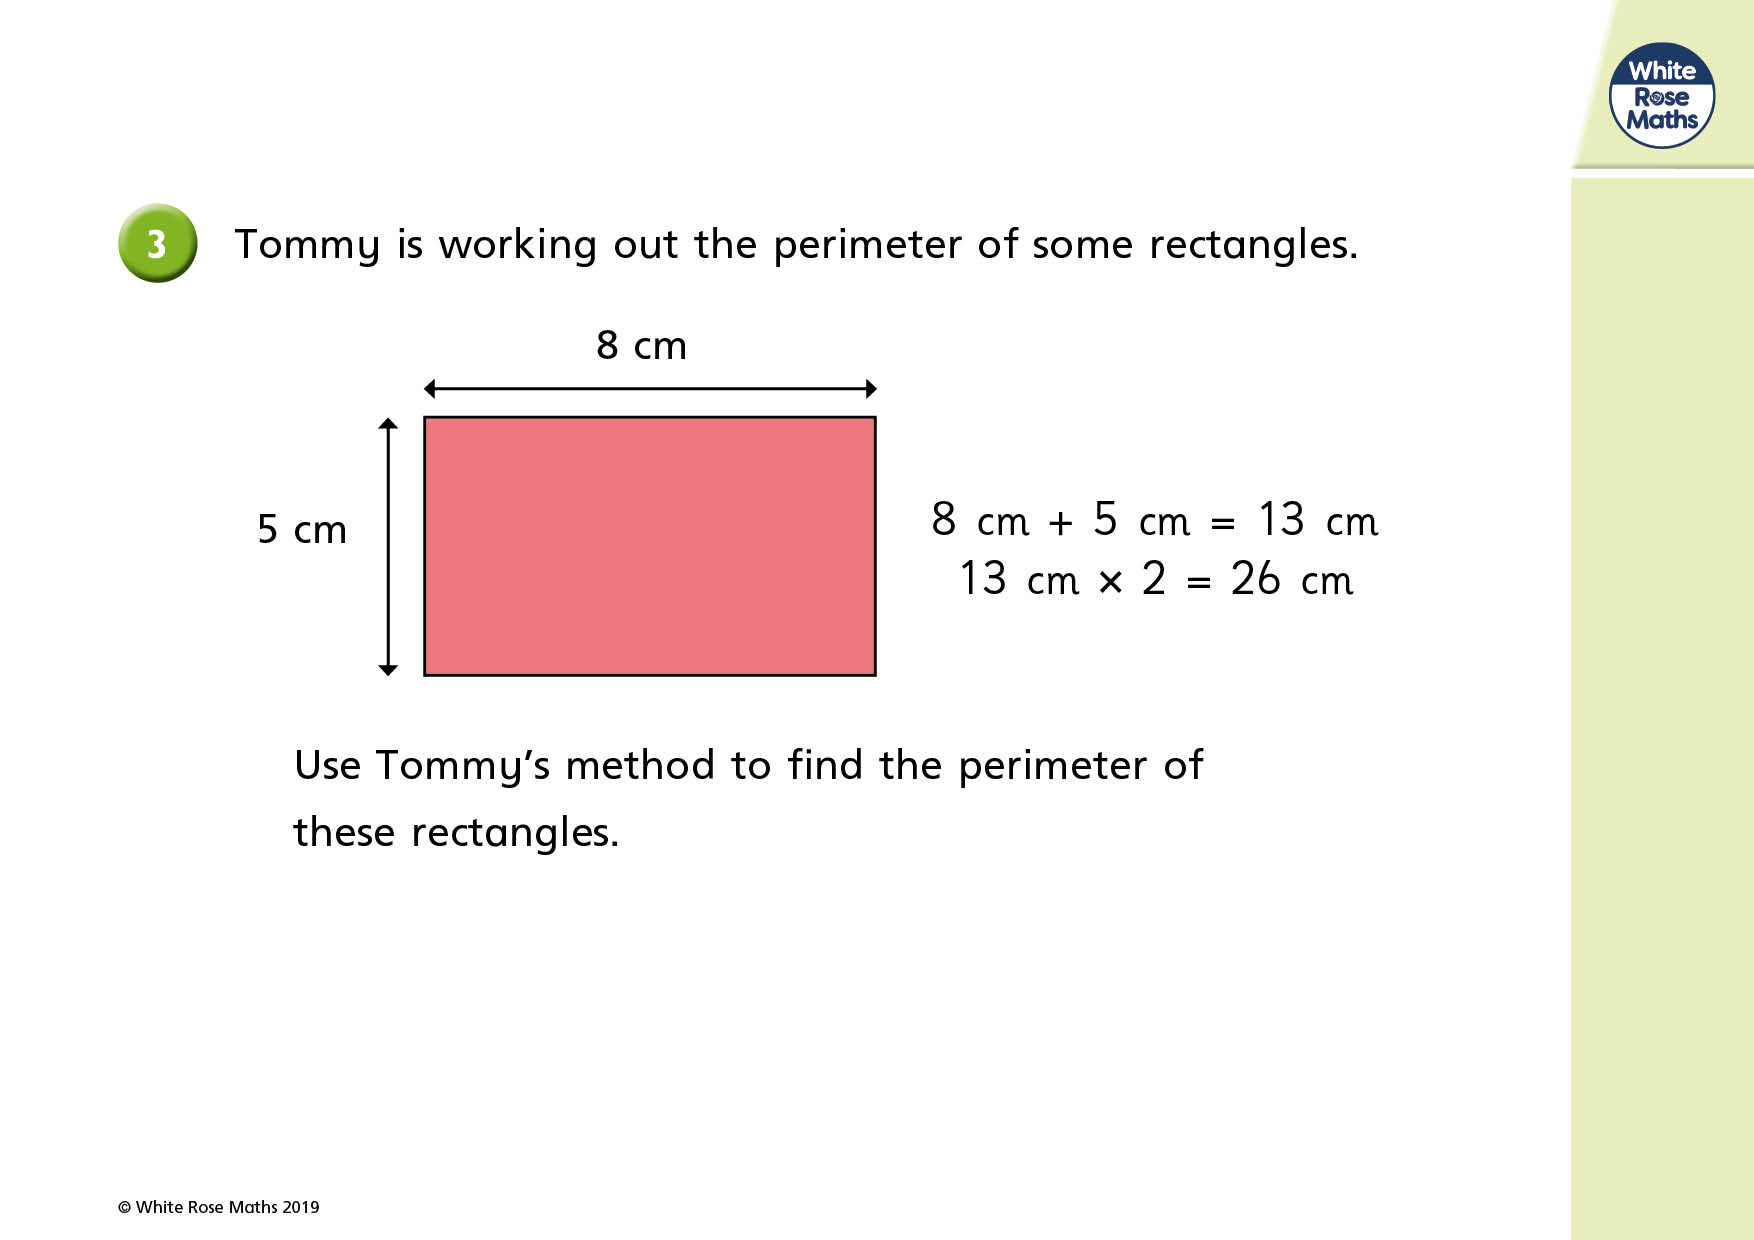 White
Rose
Maths
3 Tommy is working out the perimeter of some rectangles.
8 cm
5 cm
8 cm + 5 cm = 13 cm
13 cm × 2 = 26 cm
Use Tommy’s method to find the perimeter of
these rectangles.
© White Rose Maths 2019